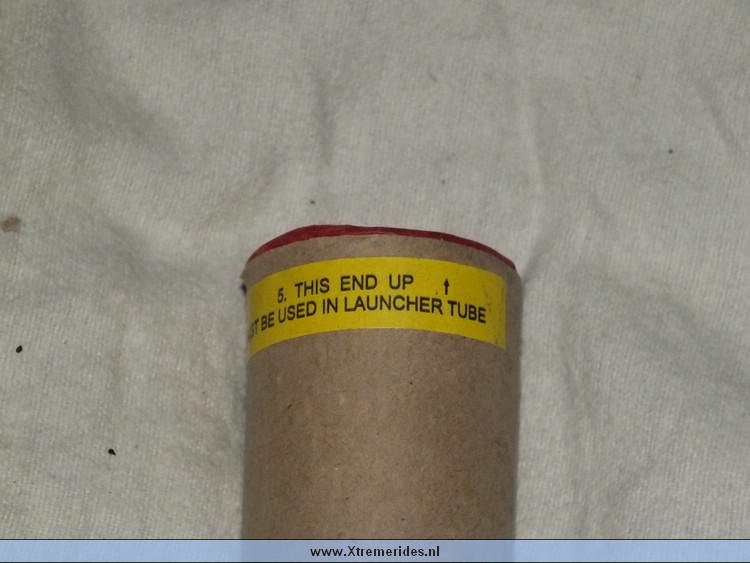 5. THIS END UP ↑
BE USED IN LAUNCHER TUBE
www.Xtremerides.nl